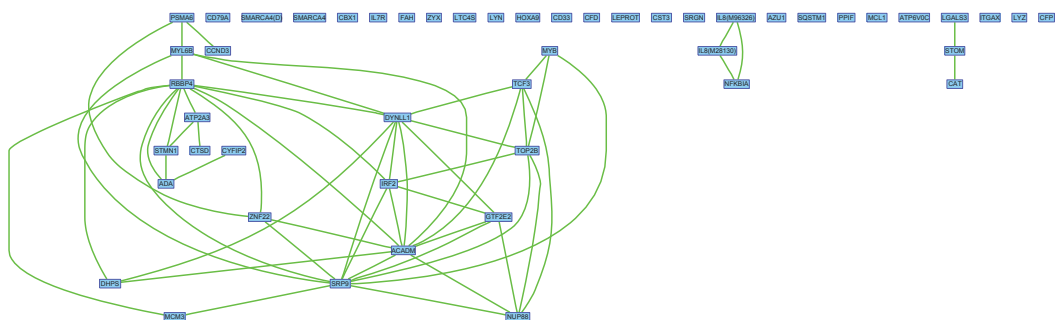 PSMA6 CD79A SMARCA4(D) SMARCA4 CBX1 IL7R FAH ZYX LTC4S LYN HOXA9 CD33 CFD LEPROT CST3 SRGN IL8(M96326) AZU1 SQSTM1 PPIF MCL1 ATP6V0C LGALS3 ITGAX LYZ CFP
MYL6B CCND3 MYB IL8(M28130) STOM
RBBP4 TCF3 NFKBIA CAT
ATP2A3 DYNLL1
STMN1 CTSD CYFIP2 TOP2B
ADA IRF2
ZNF22 GTF2E2
ACADM
DHPS SRP9
MCM3 NUP88